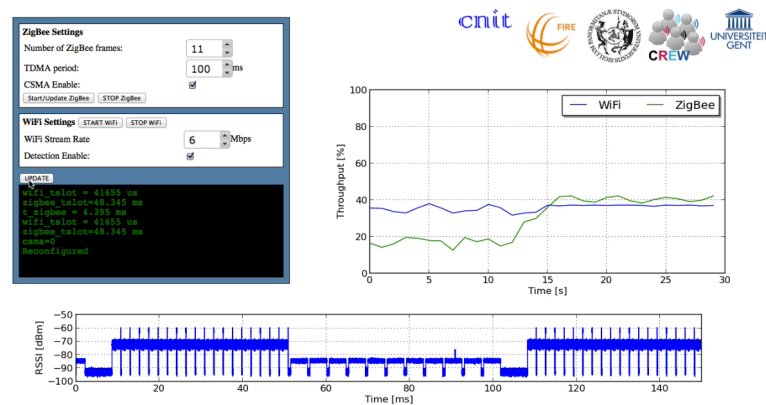 ZigBee Settings
Number of ZigBee frames: 11
TDMA period: 100 ms
CSMA Enable:
Start/Update ZigBee STOP ZigBee
WiFi Settings START WiFi STOP WiFi
WiFi Stream Rate 6 Mbps
Detection Enable:
UPDATE
wifi_tslot = 41655 us
zigbee_tslot=48.345 ms
t_zigbee = 4.395 ms
wifi_tslot = 41655 us
zigbee_tslot=48.345 ms
csma=0
Reconfigured
cnit
FIRE
CREW
UNIVERSITEIT
GENT
WiFi ZigBee
Throughput [%]
100
80
60
40
20
0
0 5 10 15 20 25 30
Time [s]
RSSI [dBm]
−50
−60
−70
−80
−90
−100
0 20 40 60 80 100 120 140
Time [ms]